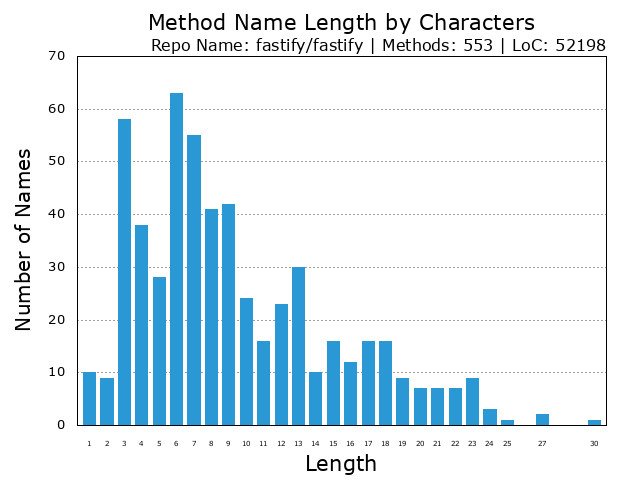 Method Name Length by Characters
Repo Name: fastify/fastify | Methods: 553 | LoC: 52198
70
60
50
40
30
20
10
0
Number of Names
1 2 3 4 5 6 7 8 9 10 11 12 13 14 15 16 17 18 19 20 21 22 23 24 25 27 30
Length